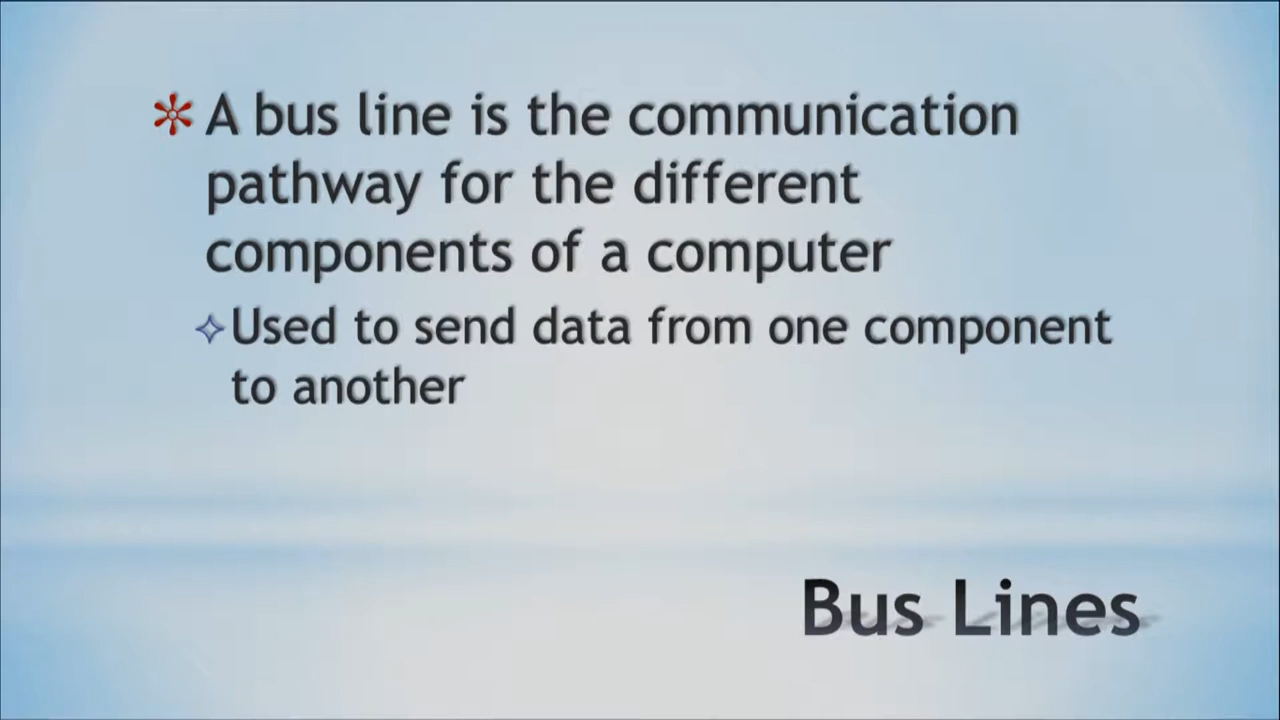 A bus line is the communication
pathway for the different
components of a computer
Used to send data from one component
to another
Bus Lines